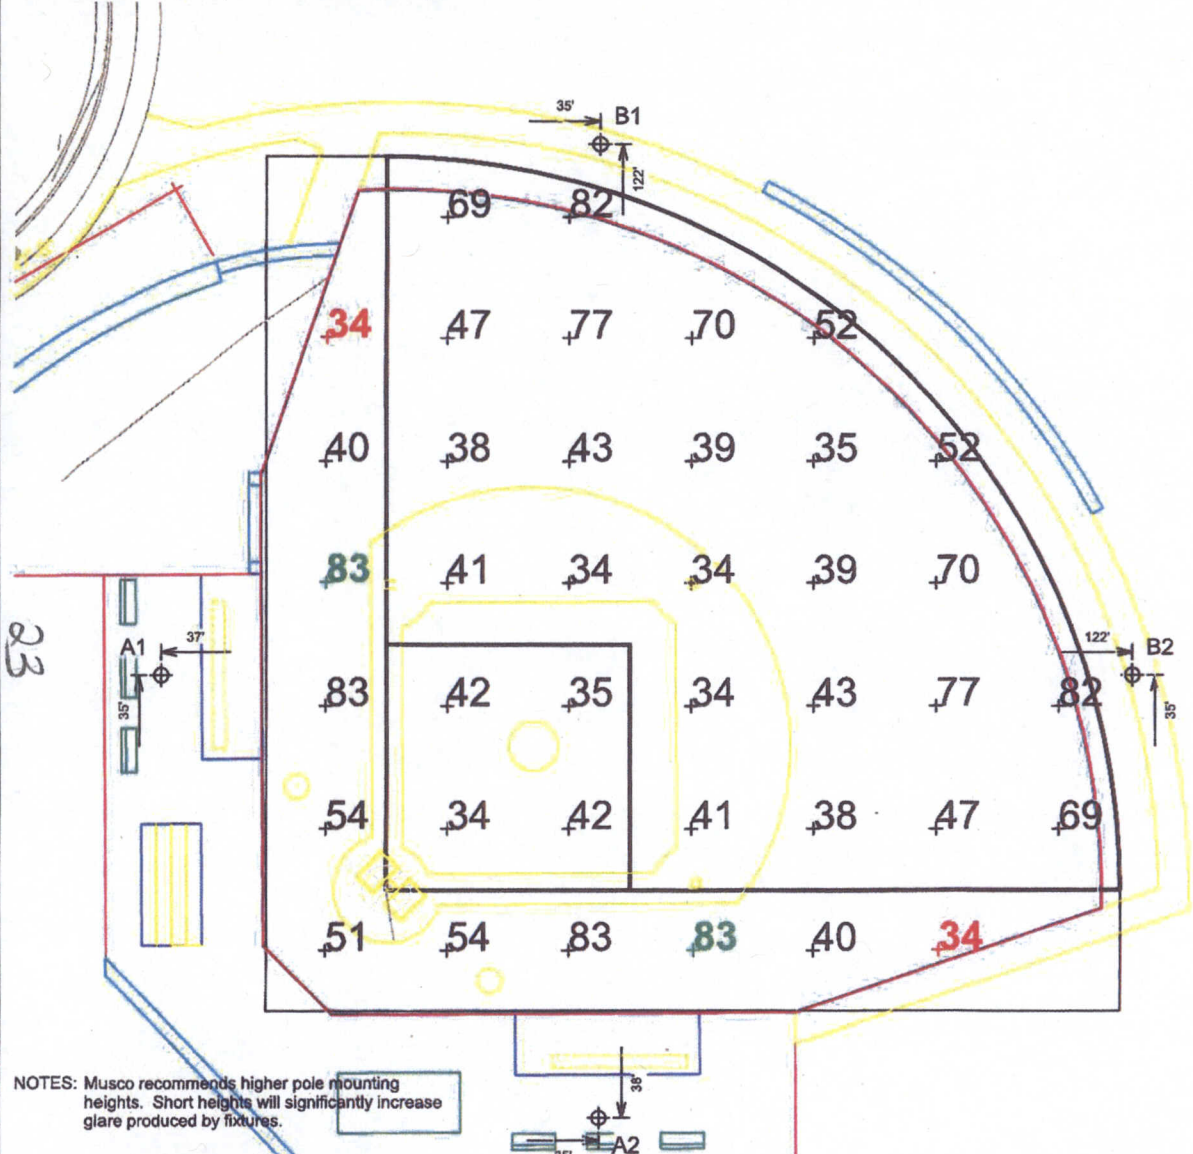 35' B1
122'
69 82
34 47 77 70 52
40 38 43 39 35 52
83 41 34 34 39 70
23
A1 37'
35'
122' B2
35'
83 42 35 34 43 77 82
54 34 42 41 38 47 69
51 54 83 83 40 34
NOTES: Musco recommends higher pole mounting
heights. Short heights will significantly increase
glare produced by fixtures.
38'
A2